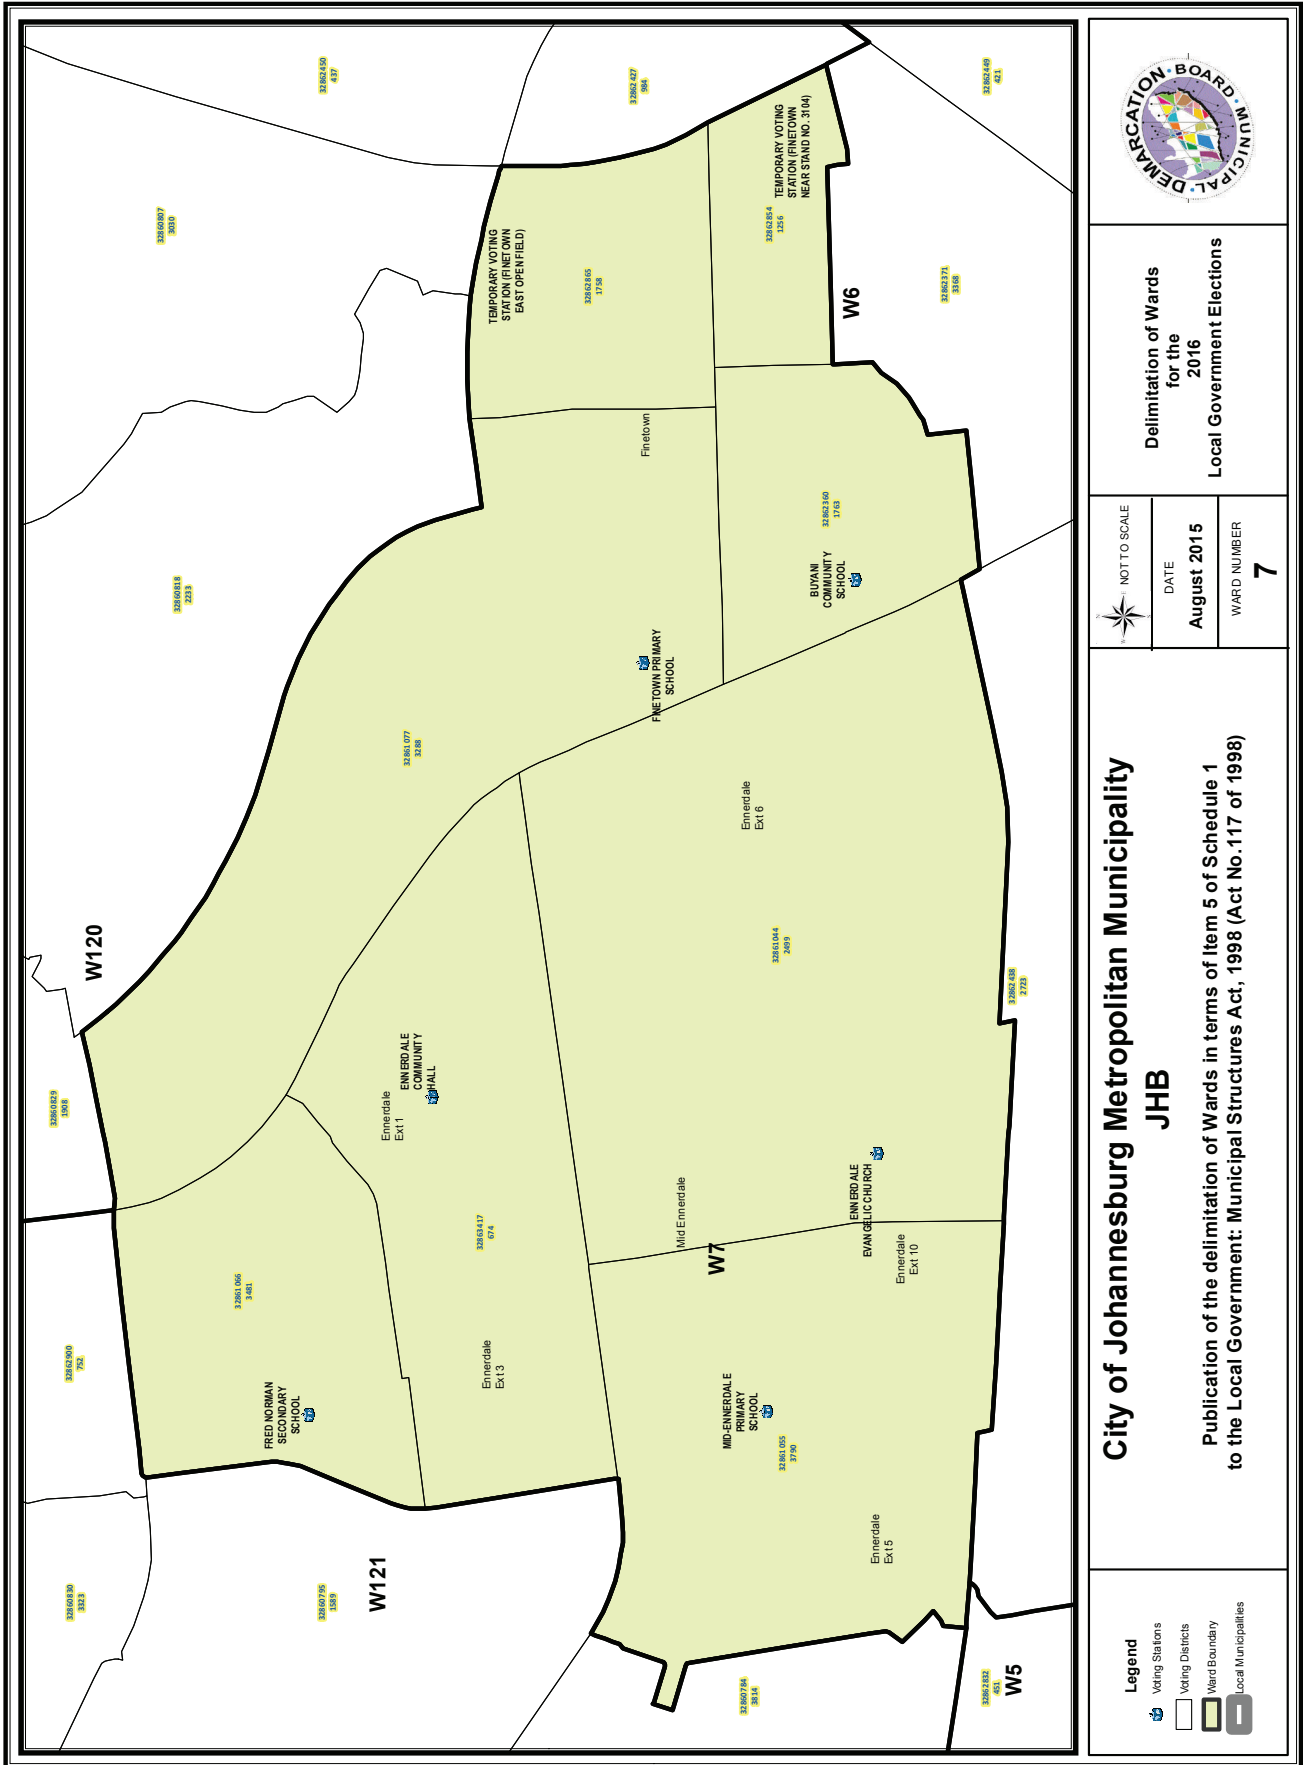 32862450
437
32862427
984
32862449
421
32860807
3030
TEMPORARY VOTING
STATION (FINETOWN
EAST OPEN FIELD)
TEMPORARY VOTING
STATION (FINETOWN
NEAR STAND NO. 3104)
32862865
1758
32862854
1256
W6
32862371
3368
Finetown
32860818
2233
32862360
1763
BUYANI
COMMUNITY
SCHOOL
FINETOWN PRIMARY
SCHOOL
32861077
3288
Ennerdale
Ext 6
W120
32861044
2499
32862438
2723
32860829
1908
ENNERDALE
COMMUNITY
HALL
Ennerdale
Ext 1
32863417
674
Mid Ennerdale
W7
ENNERDALE
EVANGELIC CHURCH
Ennerdale
Ext 10
32861066
3481
32862900
752
Ennerdale
Ext 3
FRED NORMAN
SECONDARY
SCHOOL
MID-ENNERDALE
PRIMARY
SCHOOL
32861055
3790
Ennerdale
Ext 5
32860830
3323
32860795
1589
W121
32860784
3814
32862832
451
W5
Legend
Voting Stations
Voting Districts
Ward Boundary
Local Municipalities
City of Johannesburg Metropolitan Municipality
JHB
Publication of the delimitation of Wards in terms of Item 5 of Schedule 1
to the Local Government: Municipal Structures Act, 1998 (Act No.117 of 1998)
N
W
E
S
NOT TO SCALE
DATE
August 2015
WARD NUMBER
7
Delimitation of Wards
for the
2016
Local Government Elections
MUNICIPAL · DEMARCATION · BOARD ·